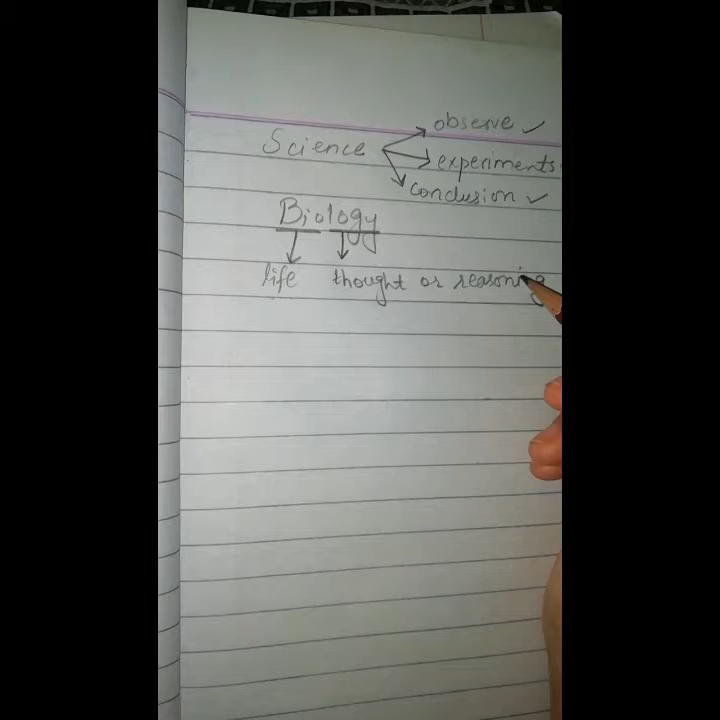 observe ✓
Science experiments
conclusion ✓
Biology
life thought or reasoning